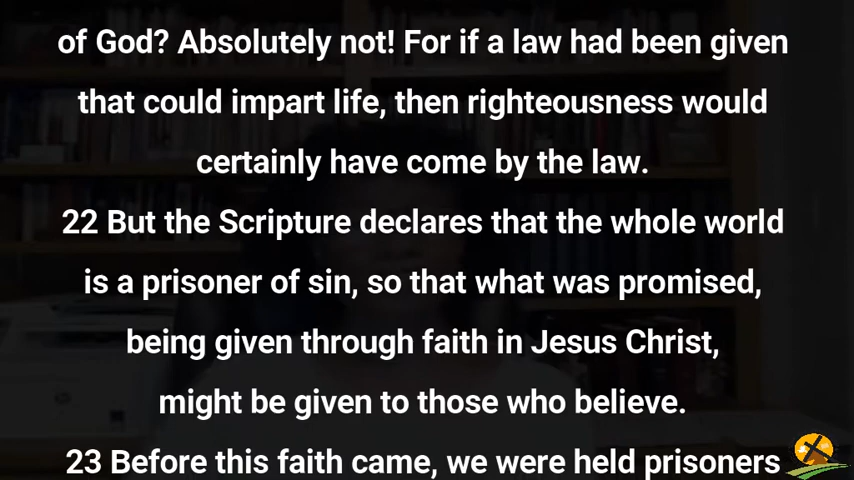 of God? Absolutely not! For if a law had been given
that could impart life, then righteousness would
certainly have come by the law.
22 But the Scripture declares that the whole world
is a prisoner of sin, so that what was promised,
being given through faith in Jesus Christ,
might be given to those who believe.
23 Before this faith came, we were held prisoners